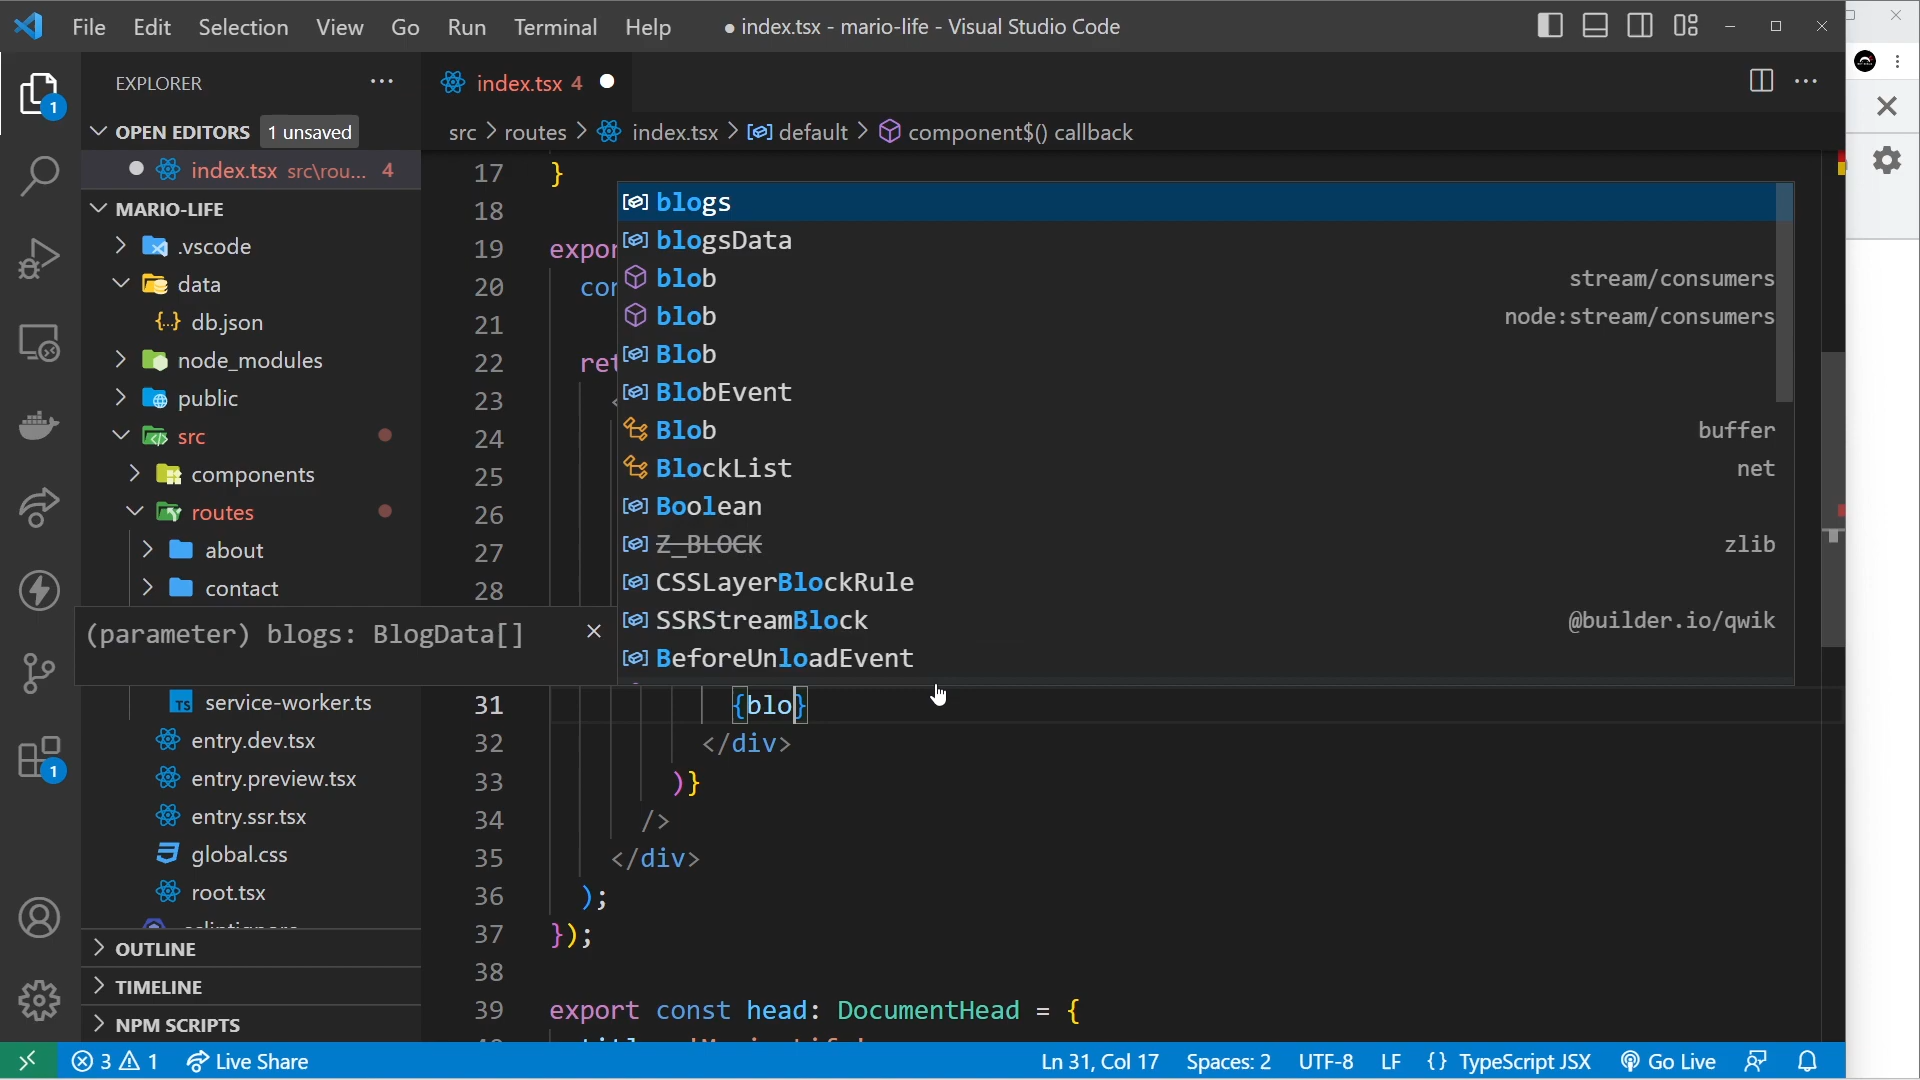 File Edit Selection View Go Run Terminal Help
● index.tsx - mario-life - Visual Studio Code
EXPLORER
index.tsx 4
OPEN EDITORS 1 unsaved
src > routes > index.tsx > default > component$() callback
index.tsx src\rou... 4
MARIO-LIFE
.vscode
data
db.json
node_modules
public
src
components
routes
about
contact
(parameter) blogs: BlogData[]
service-worker.ts
entry.dev.tsx
entry.preview.tsx
entry.ssr.tsx
global.css
root.tsx
OUTLINE
TIMELINE
NPM SCRIPTS
17 }
18
19 expor
20 con
21
22 ret
23 <
24
25
26
27
28
blogs
blogsData
blob stream/consumers
blob node:stream/consumers
Blob
BlobEvent
Blob buffer
BlockList net
Boolean
Z_BLOCK zlib
CSSLayerBlockRule
SSRStreamBlock @builder.io/qwik
BeforeUnloadEvent
31 {blo}
32 </div>
33 )}
34 />
35 </div>
36 );
37 });
38
39 export const head: DocumentHead = {
1
1
3 1 Live Share
Ln 31, Col 17 Spaces: 2 UTF-8 LF {} TypeScript JSX Go Live